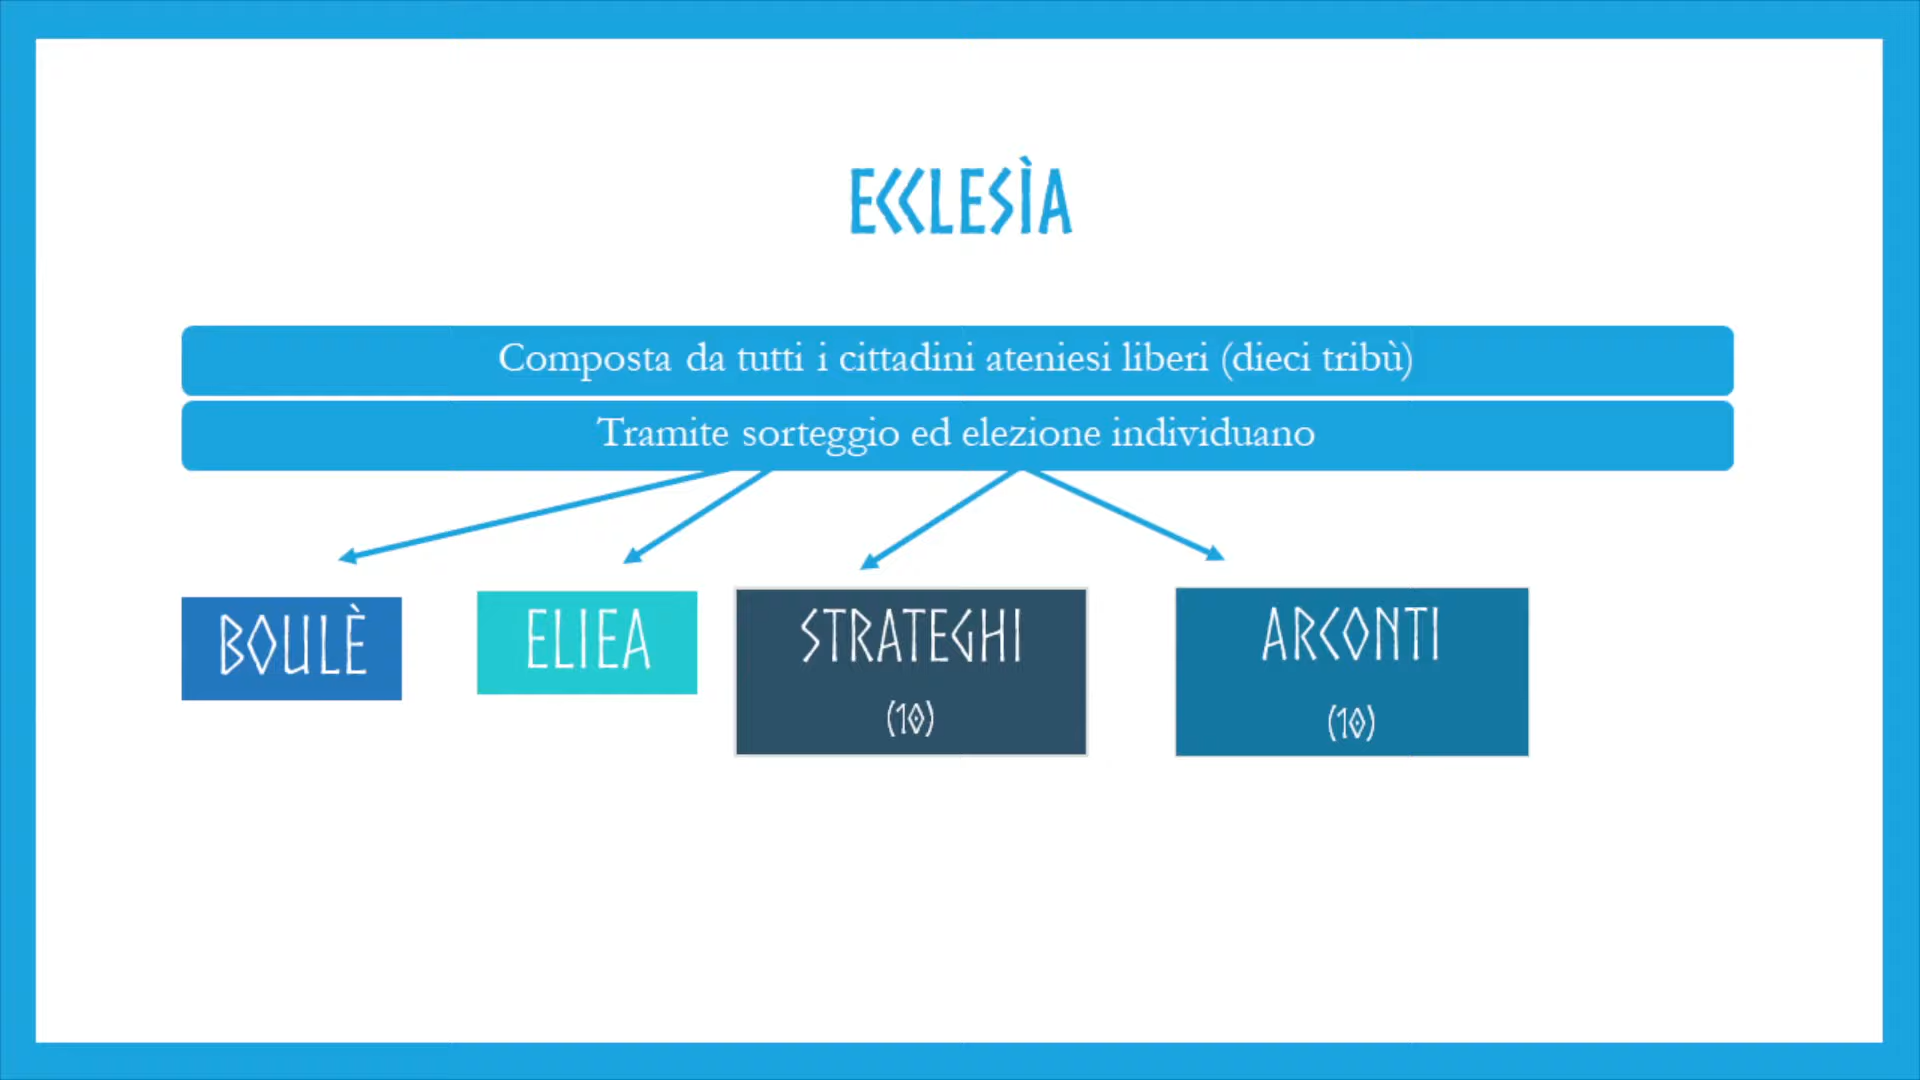 ECCLESÌA
Composta da tutti i cittadini ateniesi liberi (dieci tribù)
Tramite sorteggio ed elezione individuano
BOULÈ
ELIEA
STRATEGHI
(10)
ARCONTI
(10)